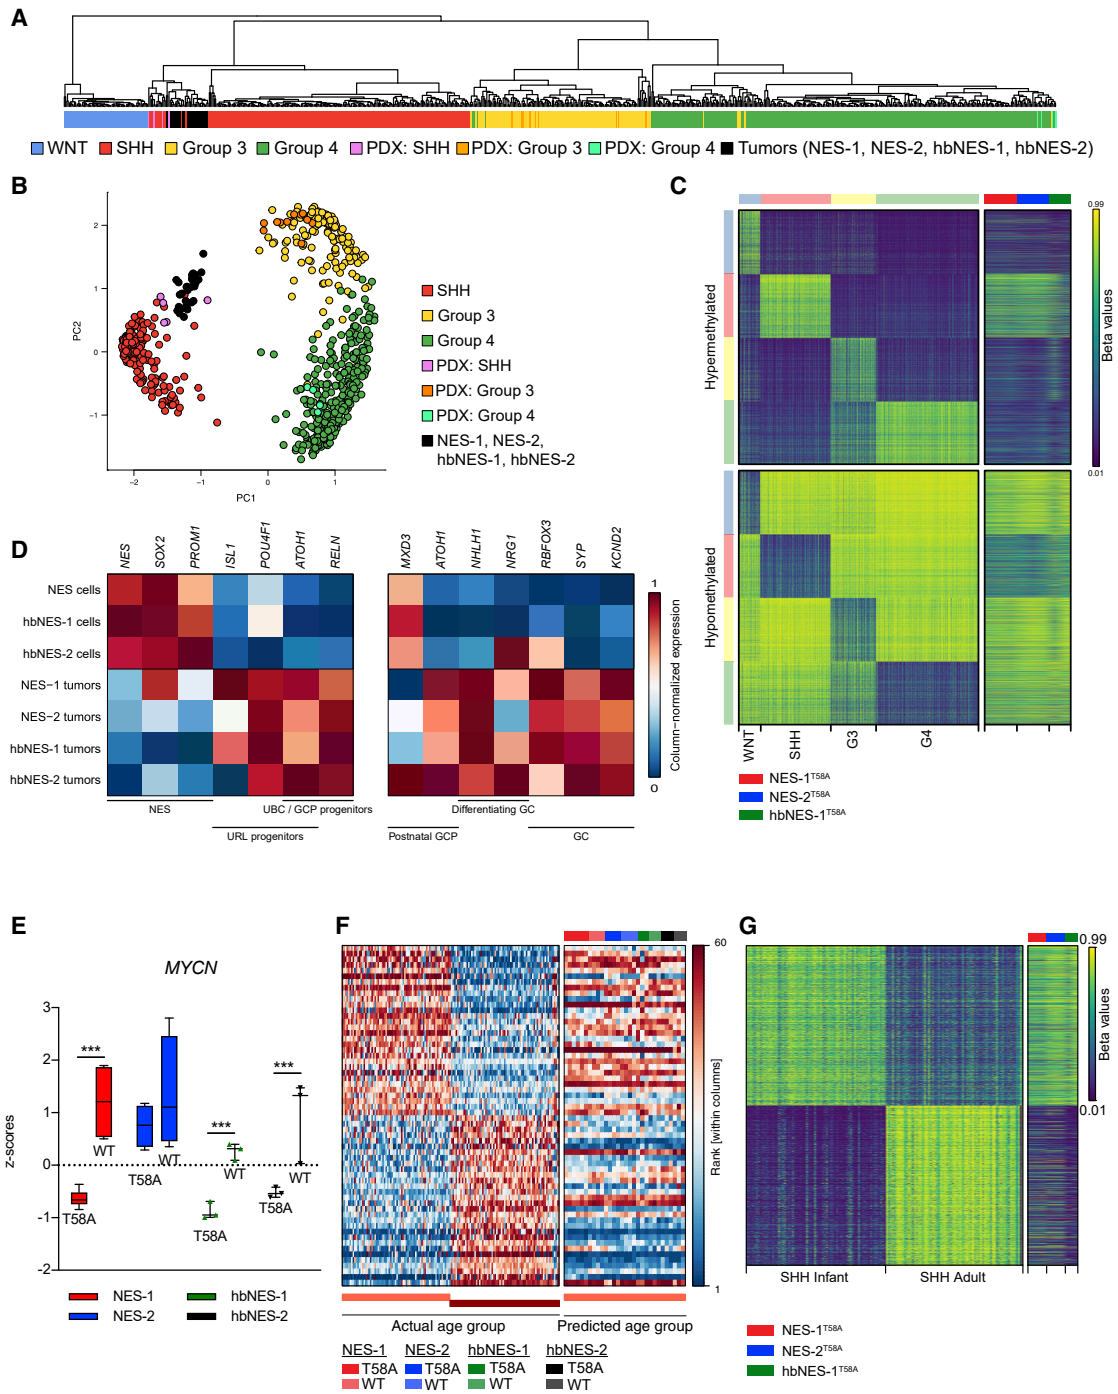 A
WNT SHH Group 3 Group 4 PDX: SHH PDX: Group 3 PDX: Group 4 Tumors (NES-1, NES-2, hbNES-1, hbNES-2)
B
2
1
0
−1
PC2
−2 −1 0 1
PC1
SHH
Group 3
Group 4
PDX: SHH
PDX: Group 3
PDX: Group 4
NES-1, NES-2,
hbNES-1, hbNES-2
C
Hypermethylated
Hypomethylated
WNT SHH G3 G4
0.99
Beta values
0.01
NES-1T58A
NES-2T58A
hbNES-1T58A
D
NES SOX2 PROM1 ISL1 POU4F1 ATOH1 RELN MXD3 ATOH1 NHLH1 NRG1 RBFOX3 SYP KCND2
NES cells
hbNES-1 cells
hbNES-2 cells
NES−1 tumors
NES−2 tumors
hbNES-1 tumors
hbNES-2 tumors
1
Column−normalized expression
0
NES UBC / GCP progenitors Differentiating GC
URL progenitors Postnatal GCP GC
E
MYCN
3
2
1
0
-1
-2
z-scores
*** *** ***
T58A WT T58A WT T58A WT T58A WT
NES-1 hbNES-1
NES-2 hbNES-2
F
60
Rank [within columns]
1
Actual age group Predicted age group
NES-1 NES-2 hbNES-1 hbNES-2
T58A T58A T58A T58A
WT WT WT WT
G
0.99
Beta values
0.01
SHH Infant SHH Adult
NES-1T58A
NES-2T58A
hbNES-1T58A